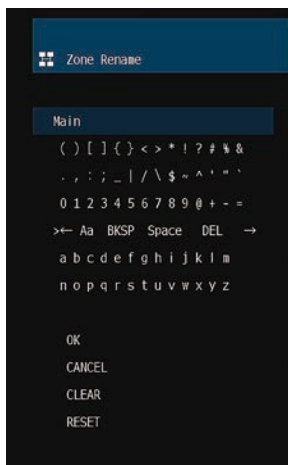 Zone Rename
Main
( ) [ ] { } < > * ! ? # % &
. , : ; _ | / \ $ ~ ^ ' " `
0 1 2 3 4 5 6 7 8 9 @ + - =
>← Aa BKSP Space DEL →
a b c d e f g h i j k l m
n o p q r s t u v w x y z
OK
CANCEL
CLEAR
RESET